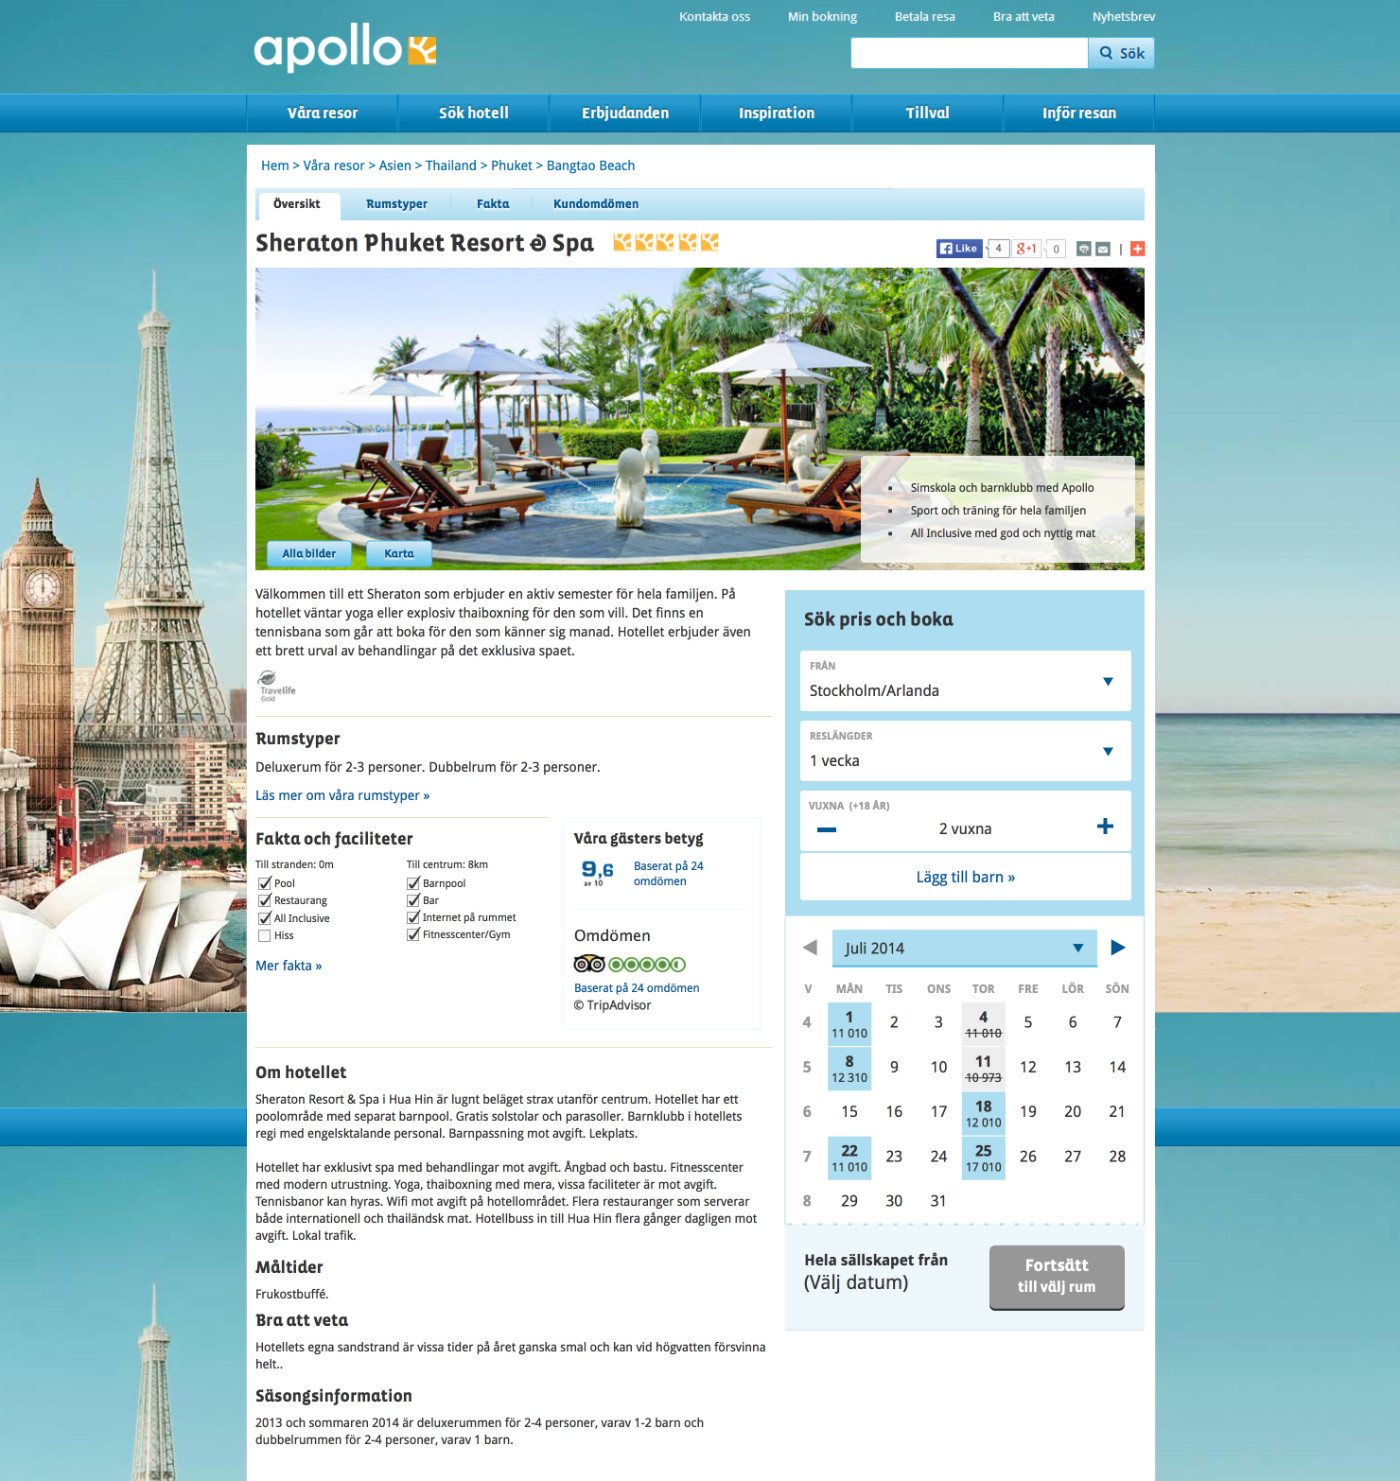 Kontakta oss Min bokning Betala resa Bra att veta Nyhetsbrev
apollo
Sök
Våra resor Sök hotell Erbjudanden Inspiration Tillval Inför resan
Hem > Våra resor > Asien > Thailand > Phuket > Bangtao Beach
Översikt Rumstyper Fakta Kundomdömen
Sheraton Phuket Resort & Spa
Like 4 g+1 0 |
Simskola och barnklubb med Apollo
Sport och träning för hela familjen
All Inclusive med god och nyttig mat
Alla bilder Karta
Välkommen till ett Sheraton som erbjuder en aktiv semester för hela familjen. På
hotellet väntar yoga eller explosiv thaiboxning för den som vill. Det finns en
tennisbana som går att boka för den som känner sig manad. Hotellet erbjuder även
ett brett urval av behandlingar på det exklusiva spaet.
Travelife
Gold
Rumstyper
Deluxerum för 2-3 personer. Dubbelrum för 2-3 personer.
Läs mer om våra rumstyper »
Fakta och faciliteter
Till stranden: 0m Till centrum: 8km
Pool Barnpool
Restaurang Bar
All Inclusive Internet på rummet
Hiss Fitnesscenter/Gym
Mer fakta »
Våra gästers betyg
9,6
av 10
Baserat på 24
omdömen
Omdömen
Baserat på 24 omdömen
© TripAdvisor
Om hotellet
Sheraton Resort & Spa i Hua Hin är lugnt beläget strax utanför centrum. Hotellet har ett
poolområde med separat barnpool. Gratis solstolar och parasoller. Barnklubb i hotellets
regi med engelsktalande personal. Barnpassning mot avgift. Lekplats.
Hotellet har exklusivt spa med behandlingar mot avgift. Ångbad och bastu. Fitnesscenter
med modern utrustning. Yoga, thaiboxning med mera, vissa faciliteter är mot avgift.
Tennisbanor kan hyras. Wifi mot avgift på hotellområdet. Flera restauranger som serverar
både internationell och thailändsk mat. Hotellbuss in till Hua Hin flera gånger dagligen mot
avgift. Lokal trafik.
Måltider
Frukostbuffé.
Bra att veta
Hotellets egna sandstrand är vissa tider på året ganska smal och kan vid högvatten försvinna
helt..
Säsongsinformation
2013 och sommaren 2014 är deluxerummen för 2-4 personer, varav 1-2 barn och
dubbelrummen för 2-4 personer, varav 1 barn.
Sök pris och boka
FRÅN
Stockholm/Arlanda
RESLÄNGDER
1 vecka
VUXNA (+18 ÅR)
2 vuxna
Lägg till barn »
Juli 2014
V MÅN TIS ONS TOR FRE LÖR SÖN
4 1 2 3 4 5 6 7
11 010 11 010
5 8 9 10 11 12 13 14
12 310 10 973
6 15 16 17 18 19 20 21
12 010
7 22 23 24 25 26 27 28
11 010 17 010
8 29 30 31
Hela sällskapet från
(Välj datum)
Fortsätt
till välj rum